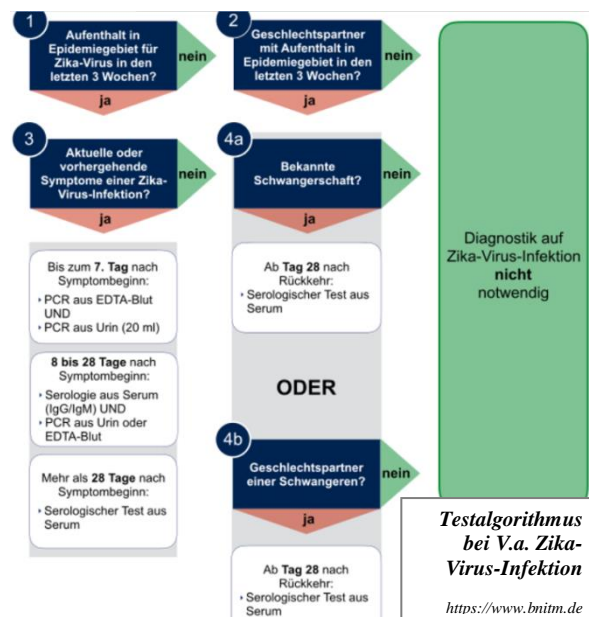 1
Aufenthalt in
Epidemiegebiet für
Zika-Virus in den
letzten 3 Wochen?
nein
ja
2
Geschlechtspartner
mit Aufenthalt in
Epidemiegebiet in den
letzten 3 Wochen?
nein
ja
3
Aktuelle oder
vorhergehende
Symptome einer Zika-
Virus-Infektion?
nein
ja
Bis zum 7. Tag nach
Symptombeginn:
‣ PCR aus EDTA-Blut
UND
‣ PCR aus Urin (20 ml)
8 bis 28 Tage nach
Symptombeginn:
‣ Serologie aus Serum
(IgG/IgM) UND
‣ PCR aus Urin oder
EDTA-Blut
Mehr als 28 Tage nach
Symptombeginn:
‣ Serologischer Test aus
Serum
4a
Bekannte
Schwangerschaft?
nein
ja
Ab Tag 28 nach
Rückkehr:
‣ Serologischer Test aus
Serum
ODER
4b
Geschlechtspartner
einer Schwangeren?
nein
ja
Ab Tag 28 nach
Rückkehr:
‣ Serologischer Test aus
Serum
Diagnostik auf
Zika-Virus-Infektion
nicht
notwendig
Testalgorithmus
bei V.a. Zika-
Virus-Infektion
https://www.bnitm.de